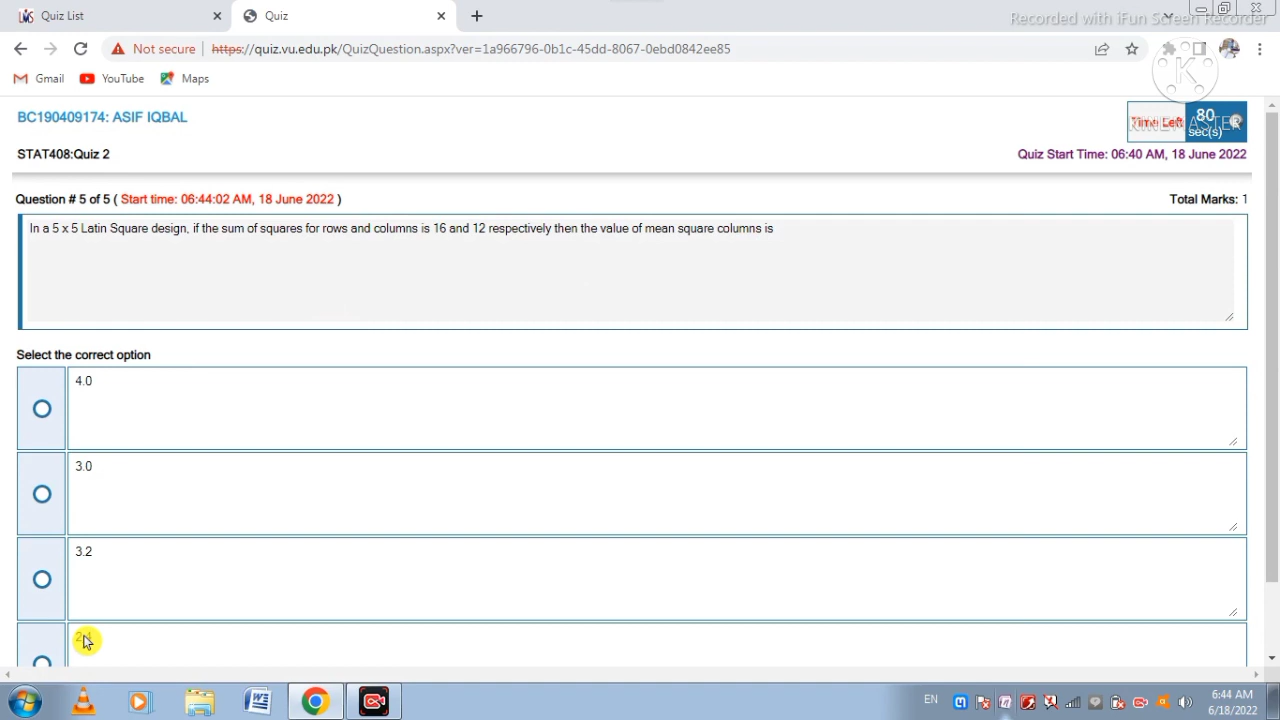 Quiz List
Quiz
Recorded with iFun Screen Recorder
Not secure
https://quiz.vu.edu.pk/QuizQuestion.aspx?ver=1a966796-0b1c-45dd-8067-0ebd0842ee85
Gmail
YouTube
Maps
K
BC190409174: ASIF IQBAL
Time Left
80
sec(s)
KINEMASTER
STAT408:Quiz 2
Quiz Start Time: 06:40 AM, 18 June 2022
Question # 5 of 5 ( Start time: 06:44:02 AM, 18 June 2022 )
Total Marks: 1
In a 5 x 5 Latin Square design, if the sum of squares for rows and columns is 16 and 12 respectively then the value of mean square columns is
Select the correct option
4.0
3.0
3.2
EN
6:44 AM
6/18/2022